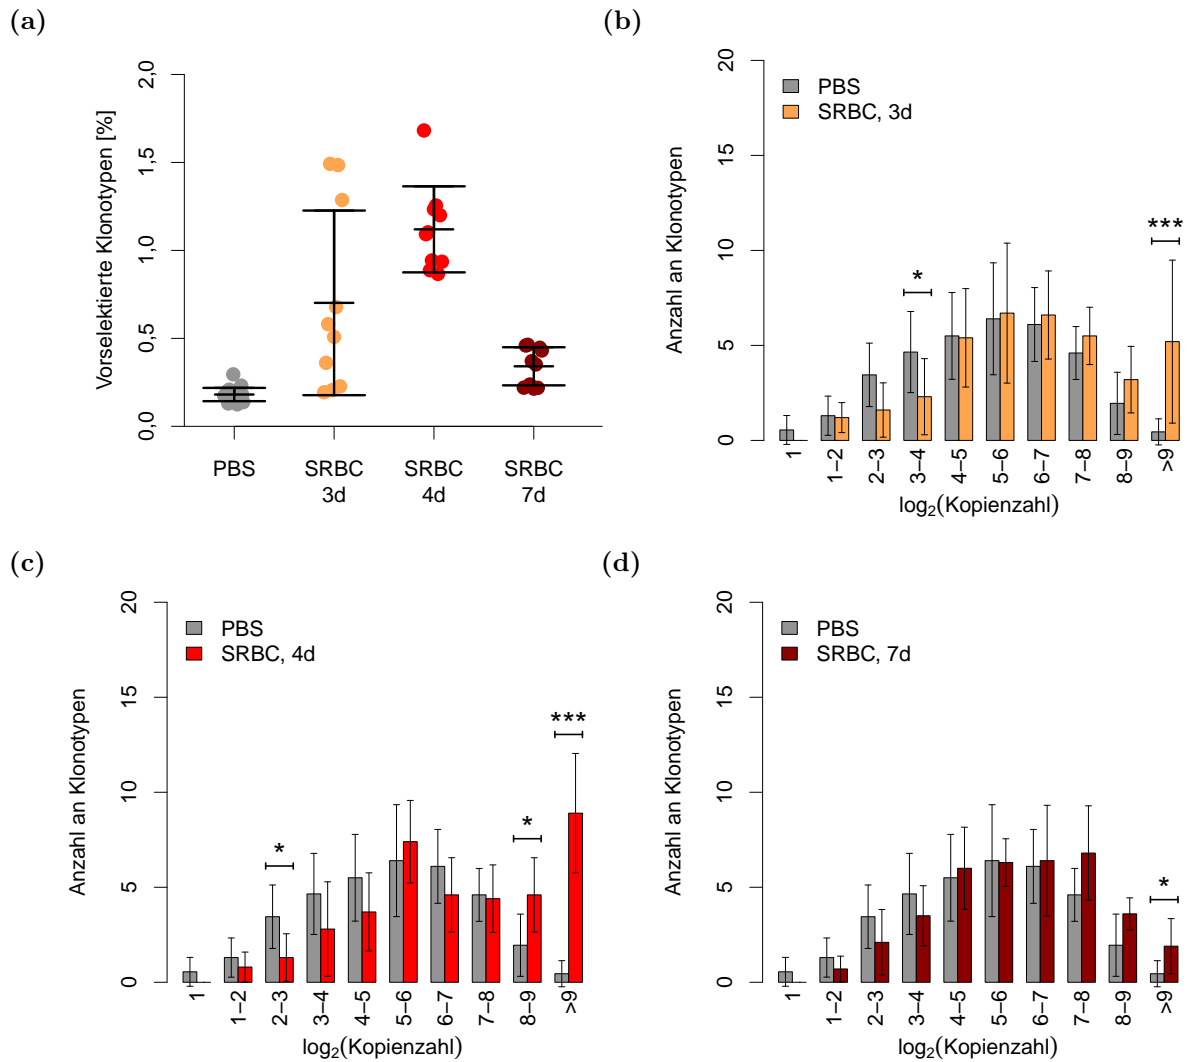 (a)
Vorselektierte Klonotypen [%]
2,0
1,5
1,0
0,5
0,0
PBS
SRBC
3d
SRBC
4d
SRBC
7d
(b)
Anzahl an Klonotypen
20
15
10
5
0
PBS
SRBC, 3d
*
***
1
1–2
2–3
3–4
4–5
5–6
6–7
7–8
8–9
>9
log₂(Kopienzahl)
(c)
Anzahl an Klonotypen
20
15
10
5
0
PBS
SRBC, 4d
*
*
***
1
1–2
2–3
3–4
4–5
5–6
6–7
7–8
8–9
>9
log₂(Kopienzahl)
(d)
Anzahl an Klonotypen
20
15
10
5
0
PBS
SRBC, 7d
*
1
1–2
2–3
3–4
4–5
5–6
6–7
7–8
8–9
>9
log₂(Kopienzahl)